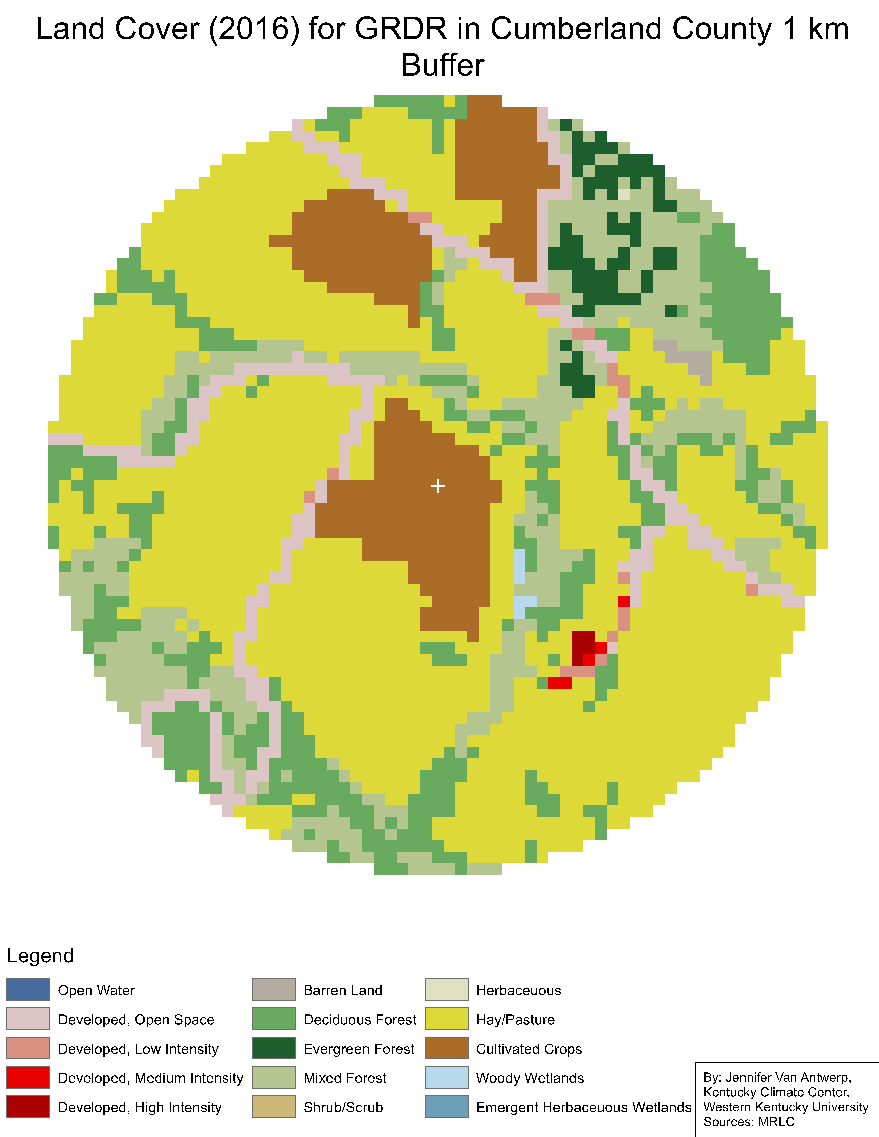 Land Cover (2016) for GRDR in Cumberland County 1 km
Buffer
Legend
Open Water
Developed, Open Space
Developed, Low Intensity
Developed, Medium Intensity
Developed, High Intensity
Barren Land
Deciduous Forest
Evergreen Forest
Mixed Forest
Shrub/Scrub
Herbaceuous
Hay/Pasture
Cultivated Crops
Woody Wetlands
Emergent Herbaceuous Wetlands
By: Jennifer Van Antwerp,
Kentucky Climate Center,
Western Kentucky University
Sources: MRLC